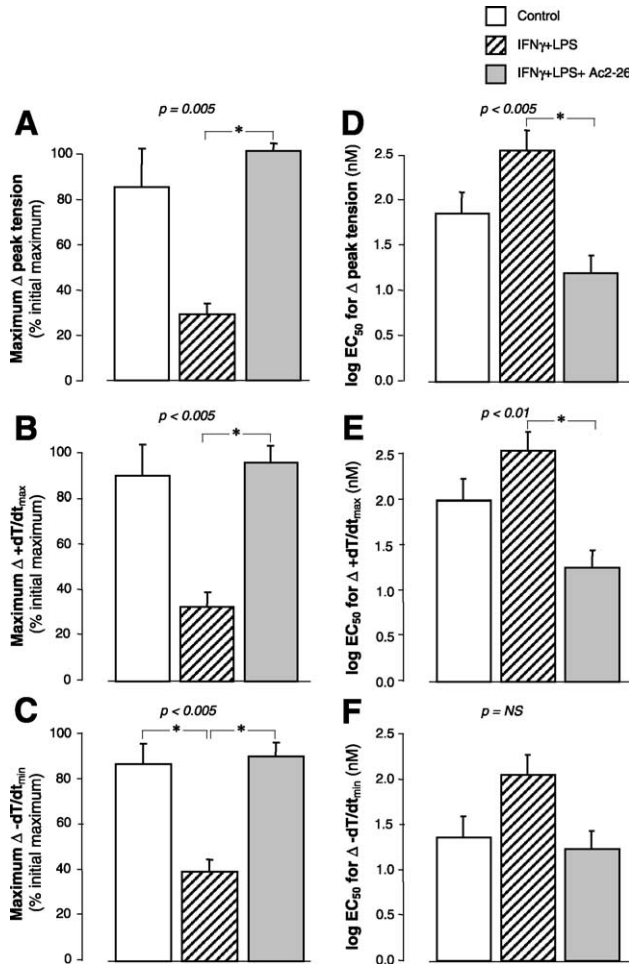 Control
IFNγ+LPS
IFNγ+LPS+ Ac2-26
A
p = 0.005
*
Maximum Δ peak tension
(% initial maximum)
100
80
60
40
20
0
D
p < 0.005
*
log EC50 for Δ peak tension (nM)
2.5
2.0
1.5
1.0
0.5
0.0
B
p < 0.005
*
Maximum Δ +dT/dtmax
(% initial maximum)
100
80
60
40
20
0
E
p < 0.01
*
log EC50 for Δ +dT/dtmax (nM)
2.5
2.0
1.5
1.0
0.5
0.0
C
p < 0.005
*
*
Maximum Δ -dT/dtmin
(% initial maximum)
100
80
60
40
20
0
F
p = NS
log EC50 for Δ -dT/dtmin (nM)
2.5
2.0
1.5
1.0
0.5
0.0